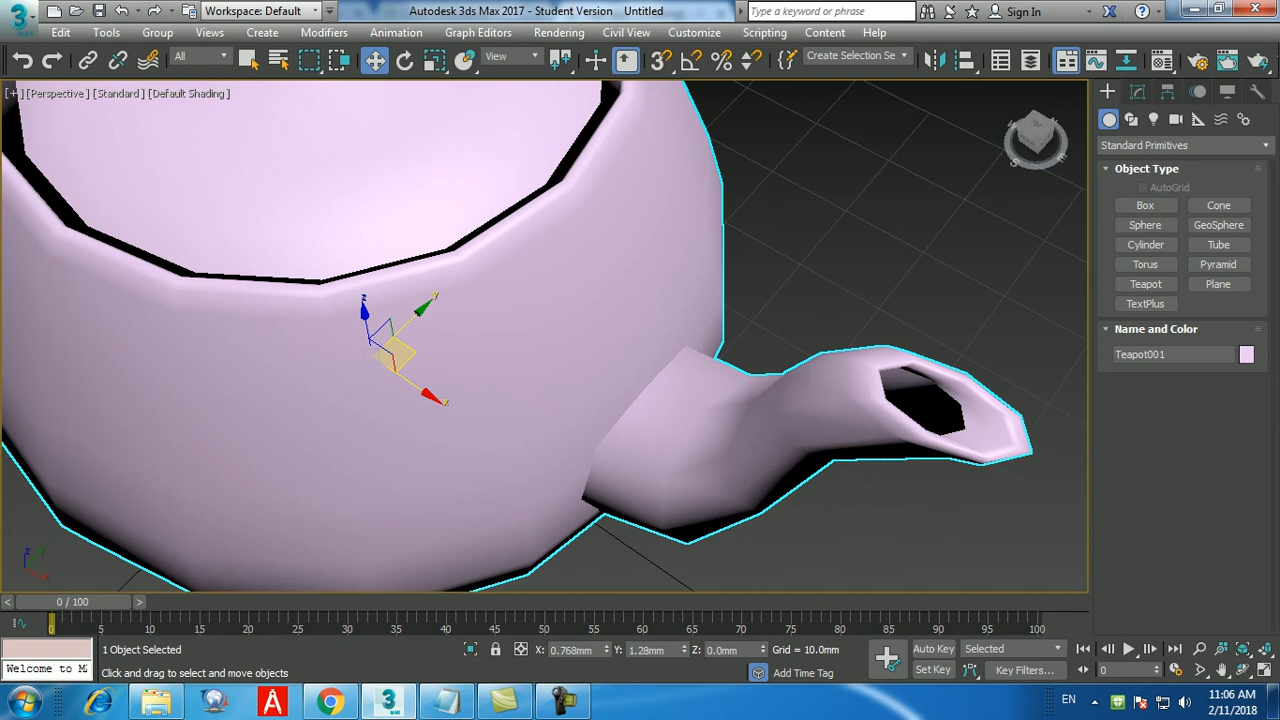 Workspace: Default
Autodesk 3ds Max 2017 - Student Version Untitled
Type a keyword or phrase
Sign In
Edit Tools Group Views Create Modifiers Animation Graph Editors Rendering Civil View Customize Scripting Content Help
All
View
Create Selection Se
[+] [Perspective] [Standard] [Default Shading]
Standard Primitives
Object Type
AutoGrid
Box Cone
Sphere GeoSphere
Cylinder Tube
Torus Pyramid
Teapot Plane
TextPlus
Name and Color
Teapot001
z
y
x
0 / 100
0 5 10 15 20 25 30 35 40 45 50 55 60 65 70 75 80 85 90 95 100
1 Object Selected
X: 0.768mm Y: 1.28mm Z: 0.0mm Grid = 10.0mm
Auto Key Selected
Welcome to M
Click and drag to select and move objects
Add Time Tag
Set Key Key Filters...
0
EN
11:06 AM
2/11/2018